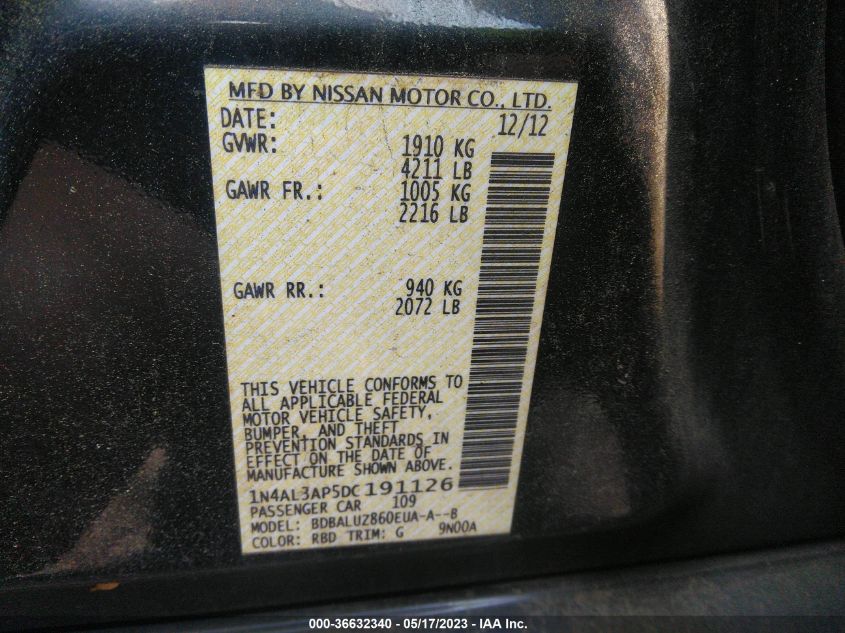 MFD BY NISSAN MOTOR CO., LTD.
DATE: 12/12
GVWR: 1910 KG
4211 LB
GAWR FR.: 1005 KG
2216 LB
GAWR RR.: 940 KG
2072 LB
THIS VEHICLE CONFORMS TO
ALL APPLICABLE FEDERAL
MOTOR VEHICLE SAFETY,
BUMPER, AND THEFT
PREVENTION STANDARDS IN
EFFECT ON THE DATE OF
MANUFACTURE SHOWN ABOVE.
1N4AL3AP5DC191126
PASSENGER CAR 109
MODEL: BDBALUZ860EUA-A--B
COLOR: RBD TRIM: G 9N00A
000-36632340 - 05/17/2023 - IAA Inc.